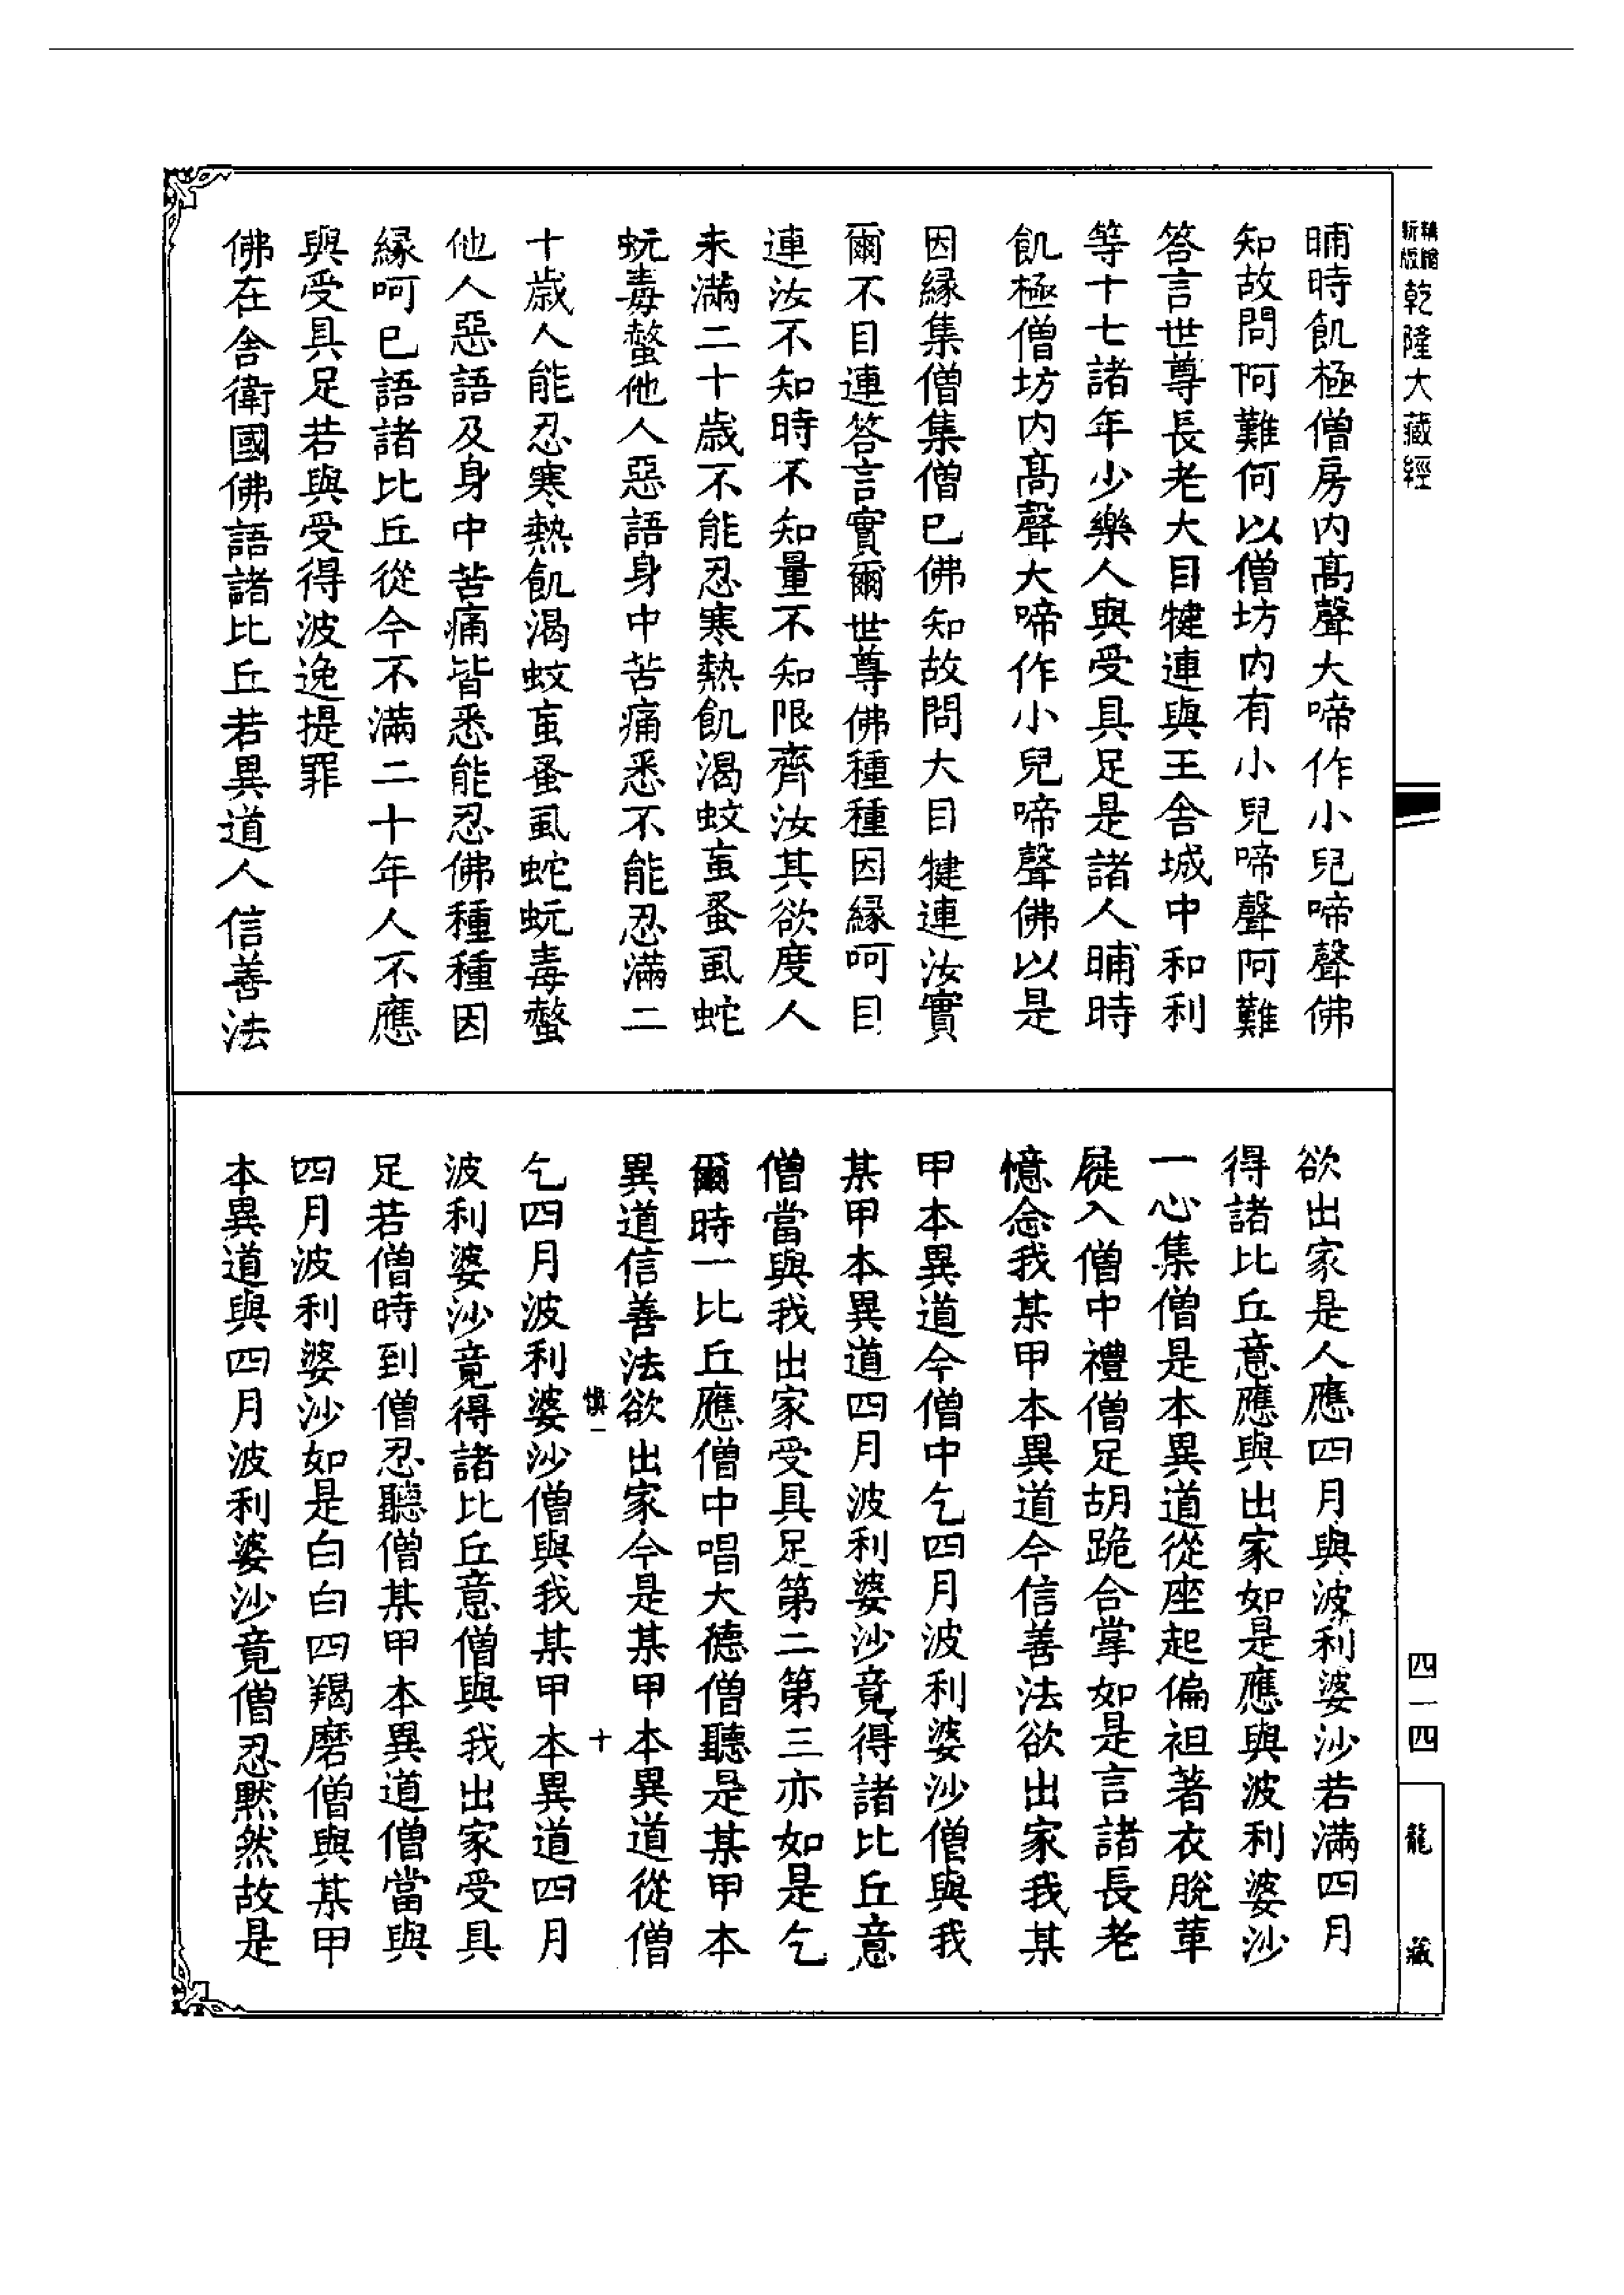 精縮新版乾隆大藏經
晡時飢極僧房內高聲大啼作小兒啼聲佛
知故問阿難何以僧坊內有小兒啼聲阿難
答言世尊長老大目犍連與王舍城中和利
等十七諸年少樂人與受具足是諸人晡時
飢極僧坊內高聲大啼作小兒啼聲佛以是
因緣集僧集僧已佛知故問大目犍連汝實
爾不目連答言實爾世尊佛種種因緣呵目
連汝不知時不知量不知限齊汝其欲度人
未滿二十歲不能忍寒熱飢渴蚊䖟蚤虱蛇
蚖毒螫他人惡語身中苦痛悉不能忍滿二
十歲人能忍寒熱飢渴蚊䖟蚤虱蛇蚖毒螫
他人惡語及身中苦痛皆悉能忍佛種種因
緣呵已語諸比丘從今不滿二十年人不應
與受具足若與受得波逸提罪
佛在舍衛國佛語諸比丘若異道人信善法
欲出家是人應四月與波利婆沙若滿四月
得諸比丘意應與出家如是應與波利婆沙
一心集僧是本異道從座起偏袒著衣脫革
屣入僧中禮僧足胡跪合掌如是言諸長老
憶念我某甲本異道今信善法欲出家我某
甲本異道今僧中乞四月波利婆沙僧與我
某甲本異道四月波利婆沙竟得諸比丘意
僧當與我出家受具足第二第三亦如是乞
爾時一比丘應僧中唱大德僧聽是某甲本
異道信善法欲出家今是某甲本異道從僧
慎一 十
乞四月波利婆沙僧與我某甲本異道四月
波利婆沙竟得諸比丘意僧與我出家受具
足若僧時到僧忍聽僧某甲本異道僧當與
四月波利婆沙如是白白四羯磨僧與某甲
本異道與四月波利婆沙竟僧忍默然故是
四一四
龍藏